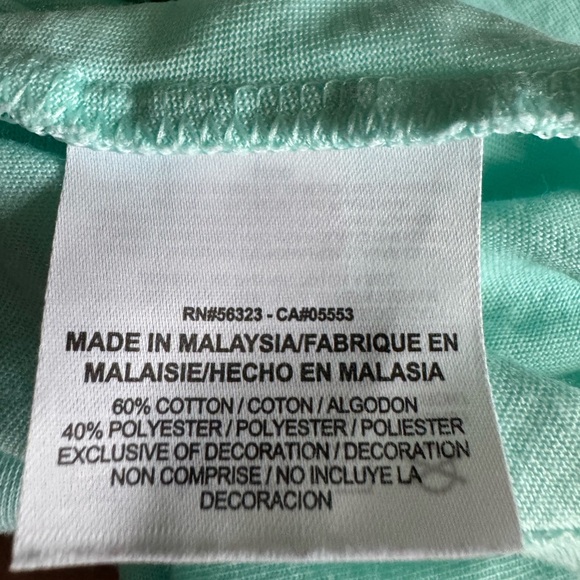 RN#56323 - CA#05553
MADE IN MALAYSIA/FABRIQUE EN
MALAISIE/HECHO EN MALASIA
60% COTTON / COTON / ALGODON
40% POLYESTER / POLYESTER / POLIESTER
EXCLUSIVE OF DECORATION / DECORATION
NON COMPRISE / NO INCLUYE LA
DECORACION